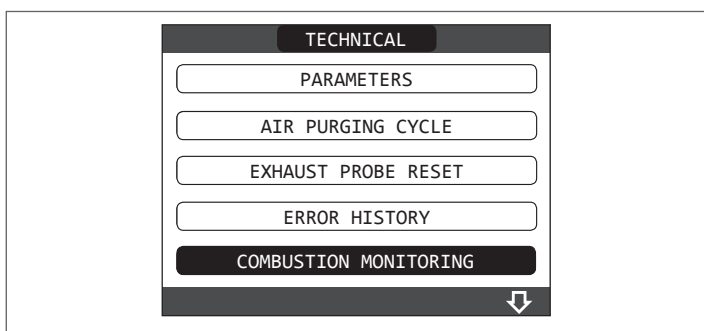 TECHNICAL
PARAMETERS
AIR PURGING CYCLE
EXHAUST PROBE RESET
ERROR HISTORY
COMBUSTION MONITORING